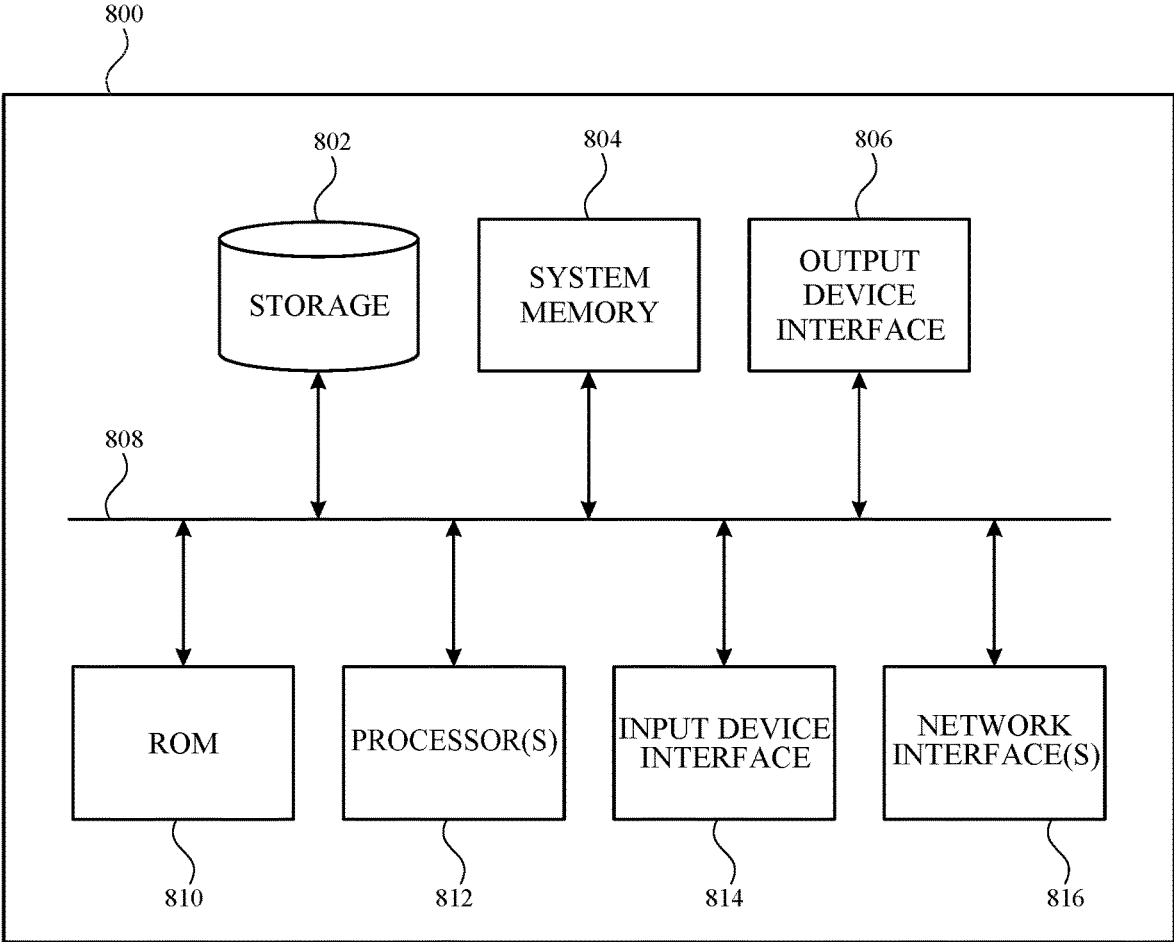 800
802
804
806
STORAGE
SYSTEM
MEMORY
OUTPUT
DEVICE
INTERFACE
808
ROM
PROCESSOR(S)
INPUT DEVICE
INTERFACE
NETWORK
INTERFACE(S)
810
812
814
816